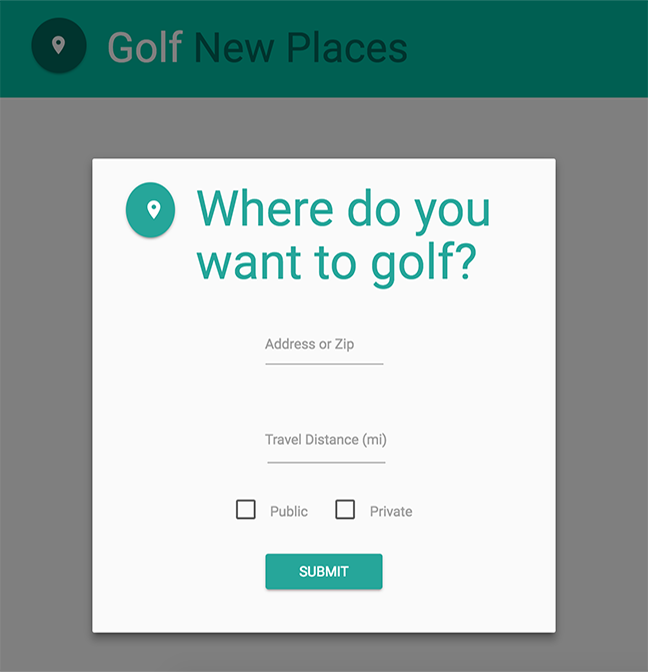 Golf New Places
Where do you
want to golf?
Address or Zip
Travel Distance (mi)
Public Private
SUBMIT